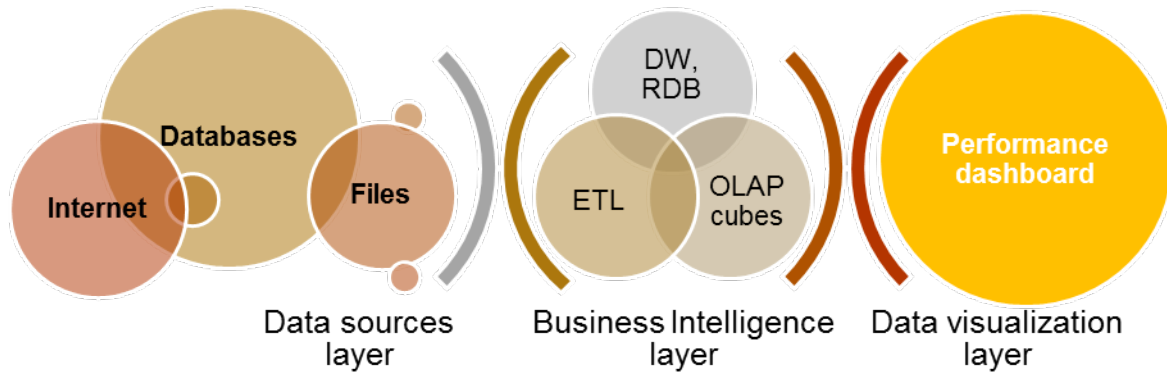 Databases
Internet
Files
Data sources
layer
DW,
RDB
ETL
OLAP
cubes
Business Intelligence
layer
Performance
dashboard
Data visualization
layer